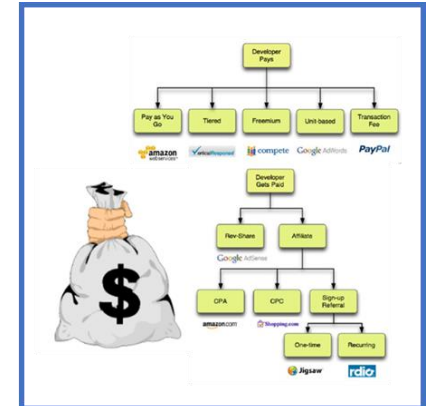 Developer
Pays
Pay as You
Go
Tiered
Freemium
Unit-based
Transaction
Fee
amazon
webservices
VerticalResponse
compete
Google AdWords
PayPal
Developer
Gets Paid
Rev-Share
Affiliate
Google AdSense
$
CPA
CPC
Sign-up
Referral
amazon.com
Shopping.com
One-time
Recurring
Jigsaw
rdio